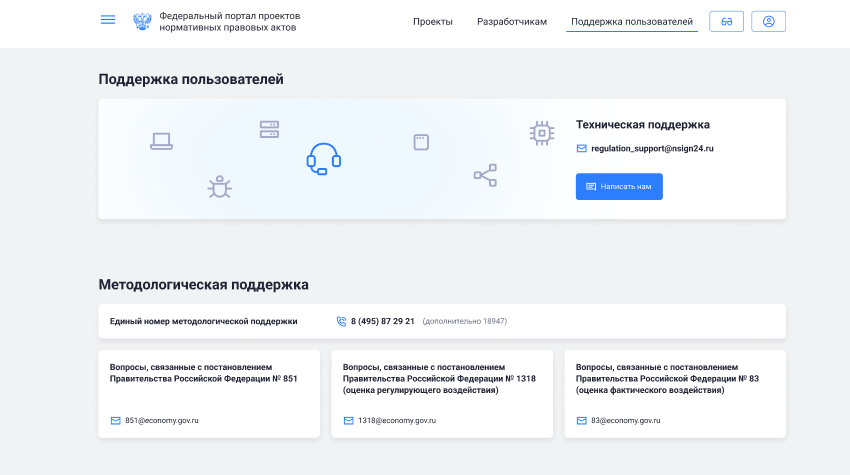 Федеральный портал проектов
нормативных правовых актов
Проекты
Разработчикам
Поддержка пользователей
Поддержка пользователей
Техническая поддержка
regulation_support@nsign24.ru
Написать нам
Методологическая поддержка
Единый номер методологической поддержки
8 (495) 87 29 21 (дополнительно 18947)
Вопросы, связанные с постановлением
Правительства Российской Федерации № 851
851@economy.gov.ru
Вопросы, связанные с постановлением
Правительства Российской Федерации № 1318
(оценка регулирующего воздействия)
1318@economy.gov.ru
Вопросы, связанные с постановлением
Правительства Российской Федерации № 83
(оценка фактического воздействия)
83@economy.gov.ru